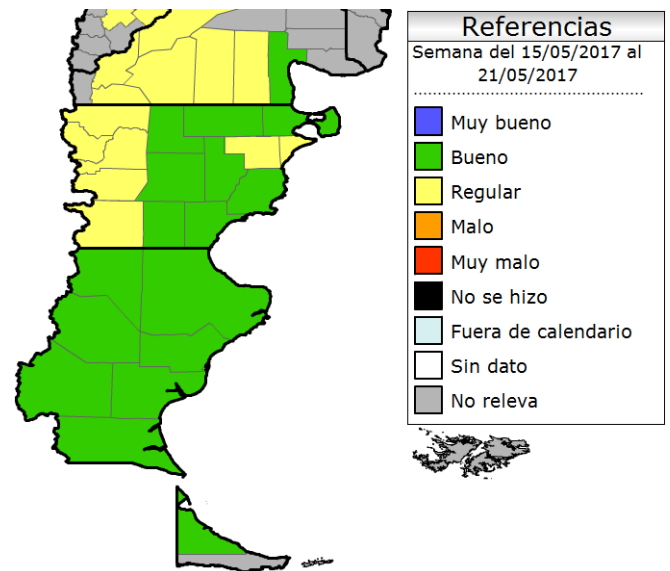 Referencias
Semana del 15/05/2017 al
21/05/2017
Muy bueno
Bueno
Regular
Malo
Muy malo
No se hizo
Fuera de calendario
Sin dato
No releva